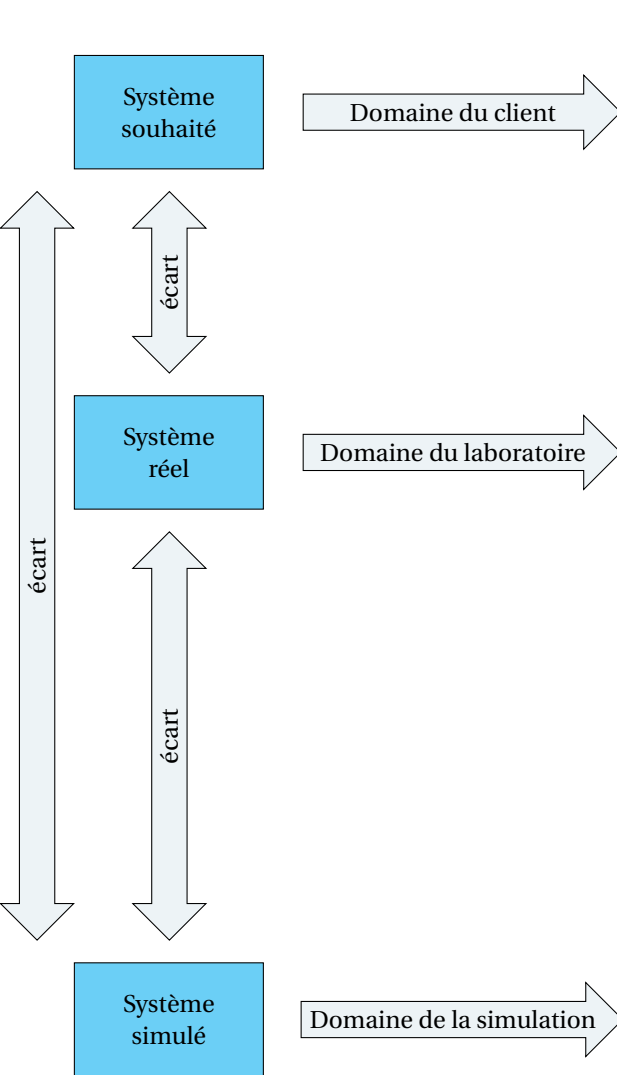 Système
souhaité
Domaine du client
écart
Système
réel
Domaine du laboratoire
écart
écart
Système
simulé
Domaine de la simulation